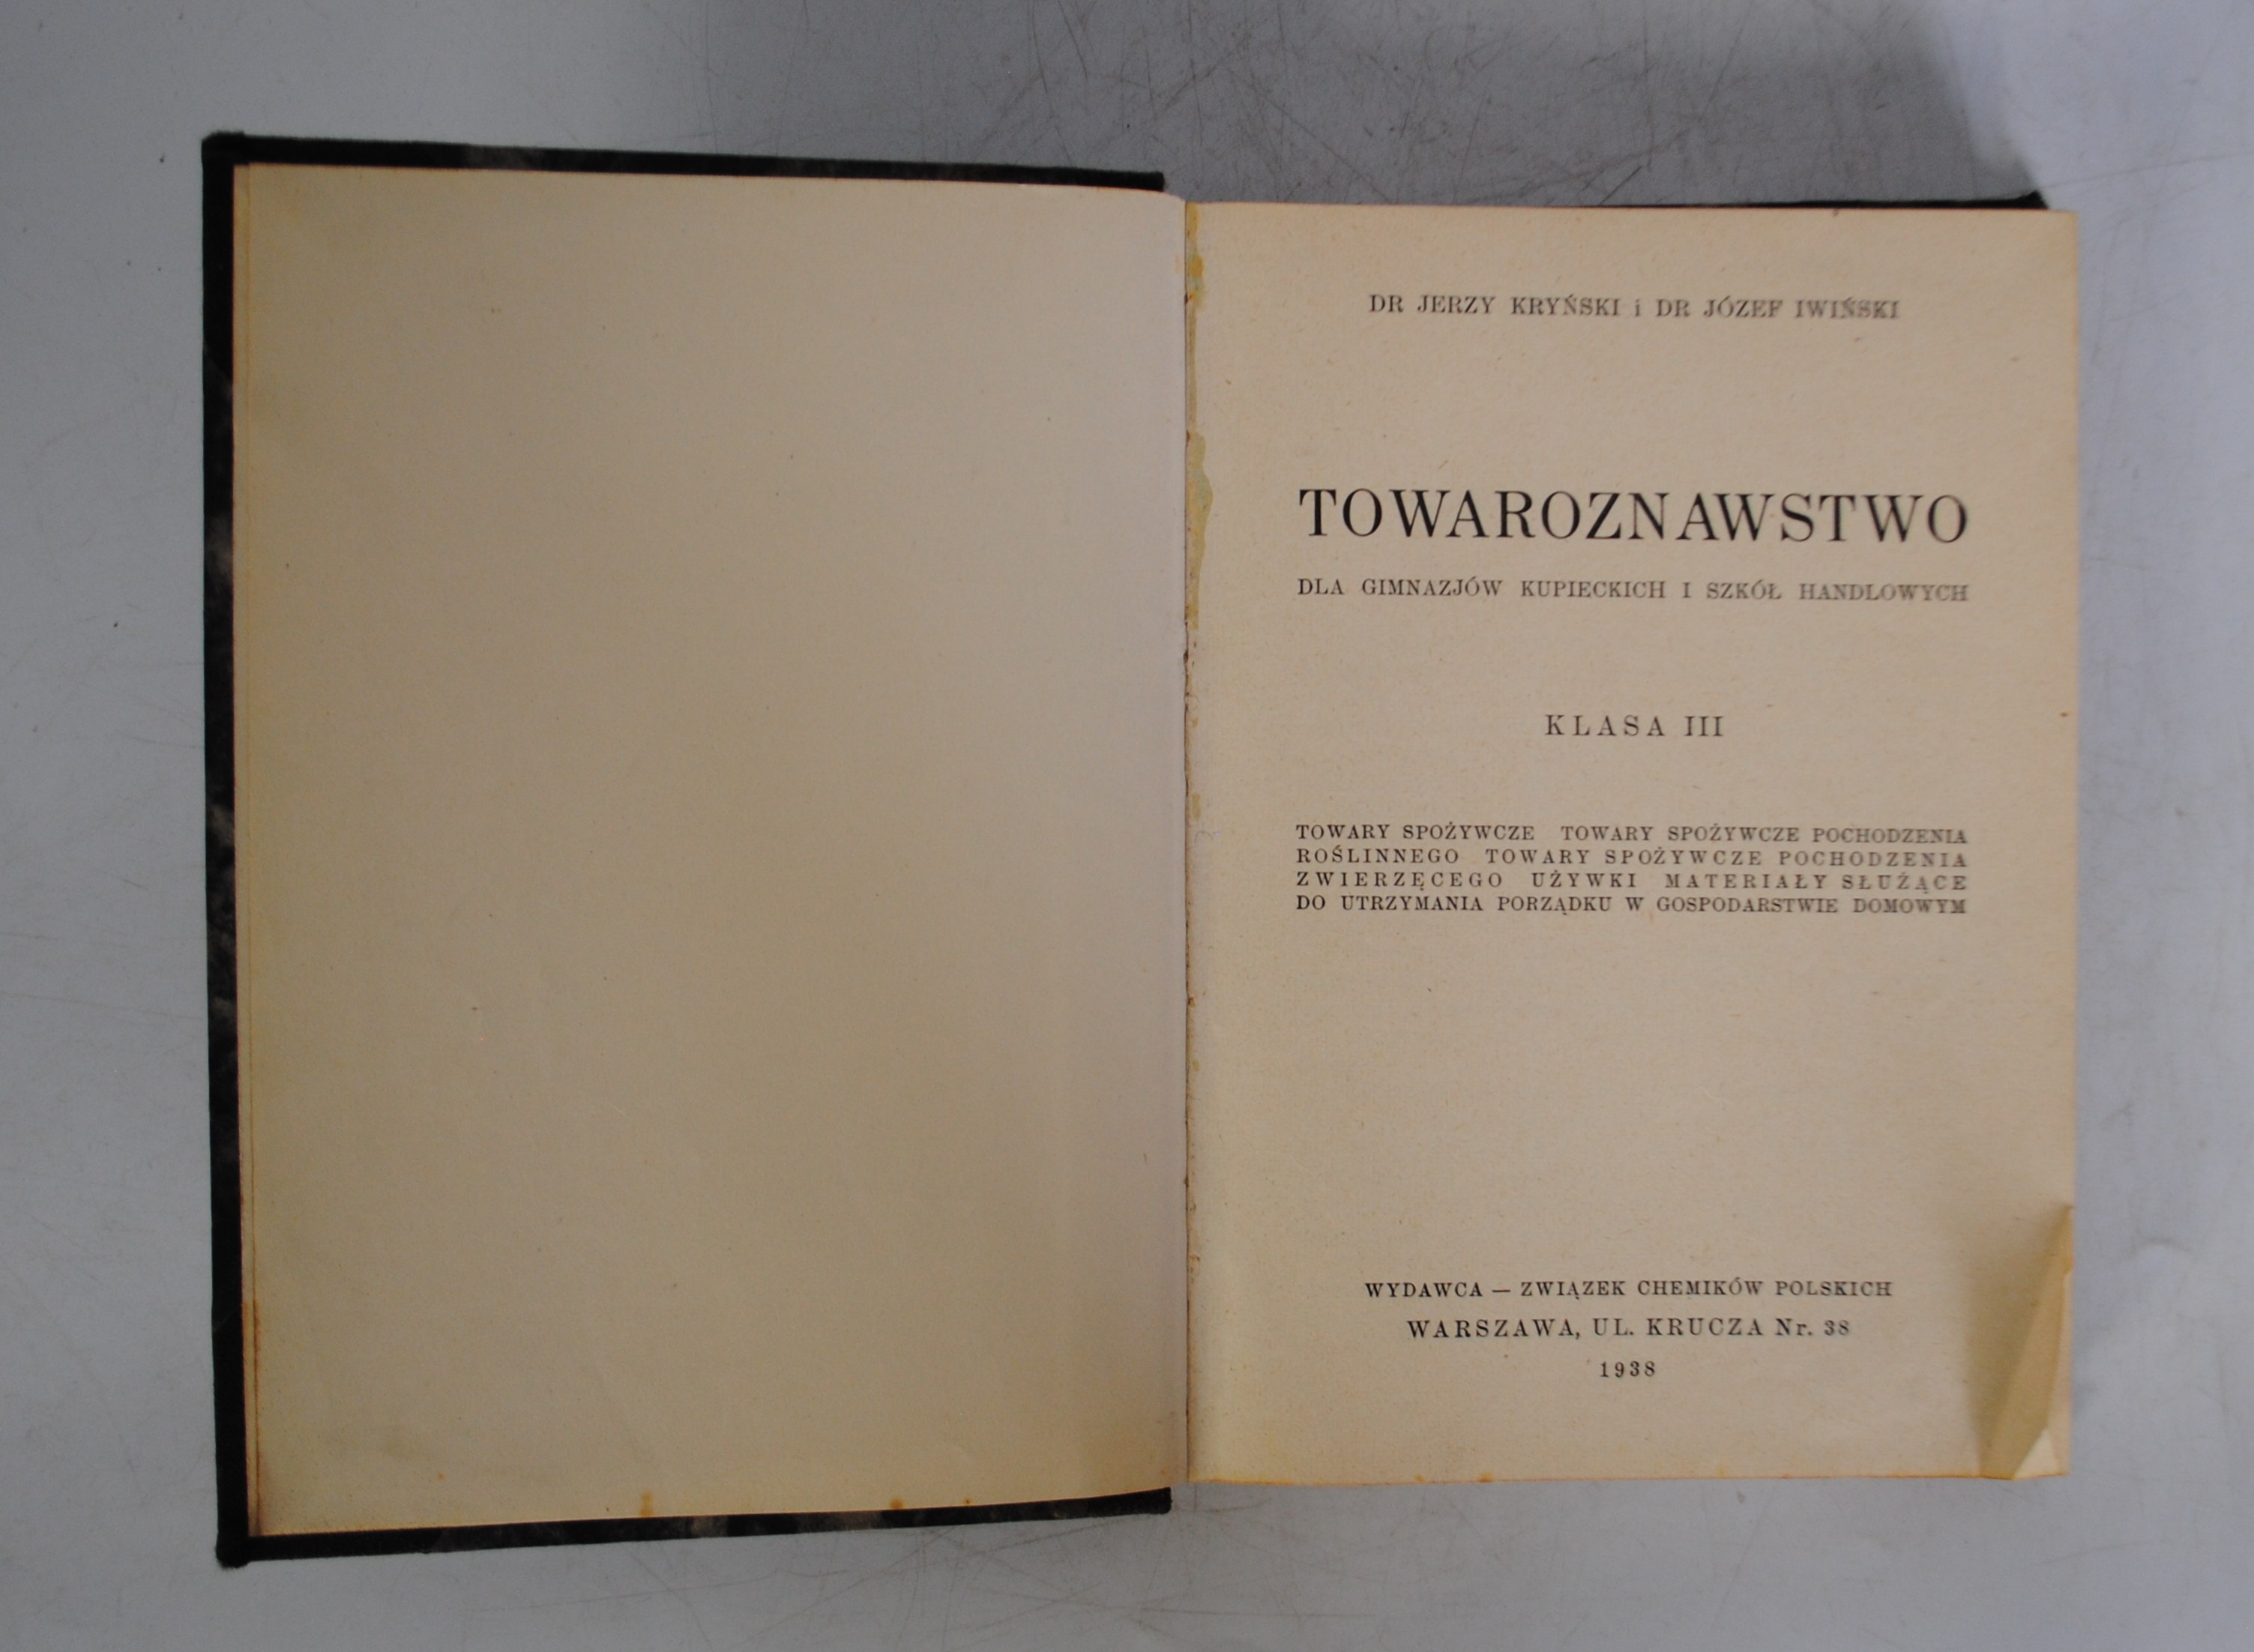 DR JERZY KRYŃSKI i DR JÓZEF IWIŃSKI
TOWAROZNAWSTWO
DLA GIMNAZJÓW KUPIECKICH I SZKÓŁ HANDLOWYCH
KLASA III
TOWARY SPOŻYWCZE TOWARY SPOŻYWCZE POCHODZENIA
ROŚLINNEGO TOWARY SPOŻYWCZE POCHODZENIA
ZWIERZĘCEGO UŻYWKI MATERIAŁY SŁUŻĄCE
DO UTRZYMANIA PORZĄDKU W GOSPODARSTWIE DOMOWYM
WYDAWCA — ZWIĄZEK CHEMIKÓW POLSKICH
WARSZAWA, UL. KRUCZA Nr. 38
1938